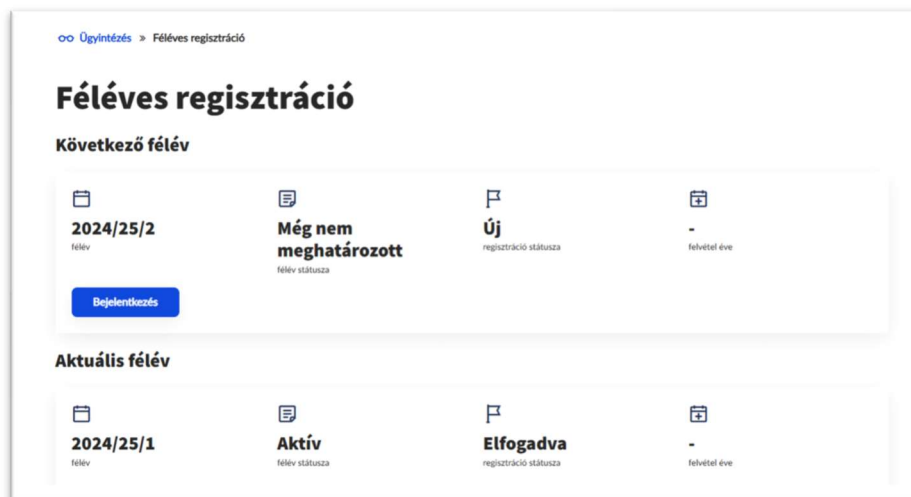 Ügyintézés » Féléves regisztráció
Féléves regisztráció
Következő félév
2024/25/2
félév
Még nem
meghatározott
félév státusza
Új
regisztráció státusza
-
felvétel éve
Bejelentkezés
Aktuális félév
2024/25/1
félév
Aktív
félév státusza
Elfogadva
regisztráció státusza
-
felvétel éve